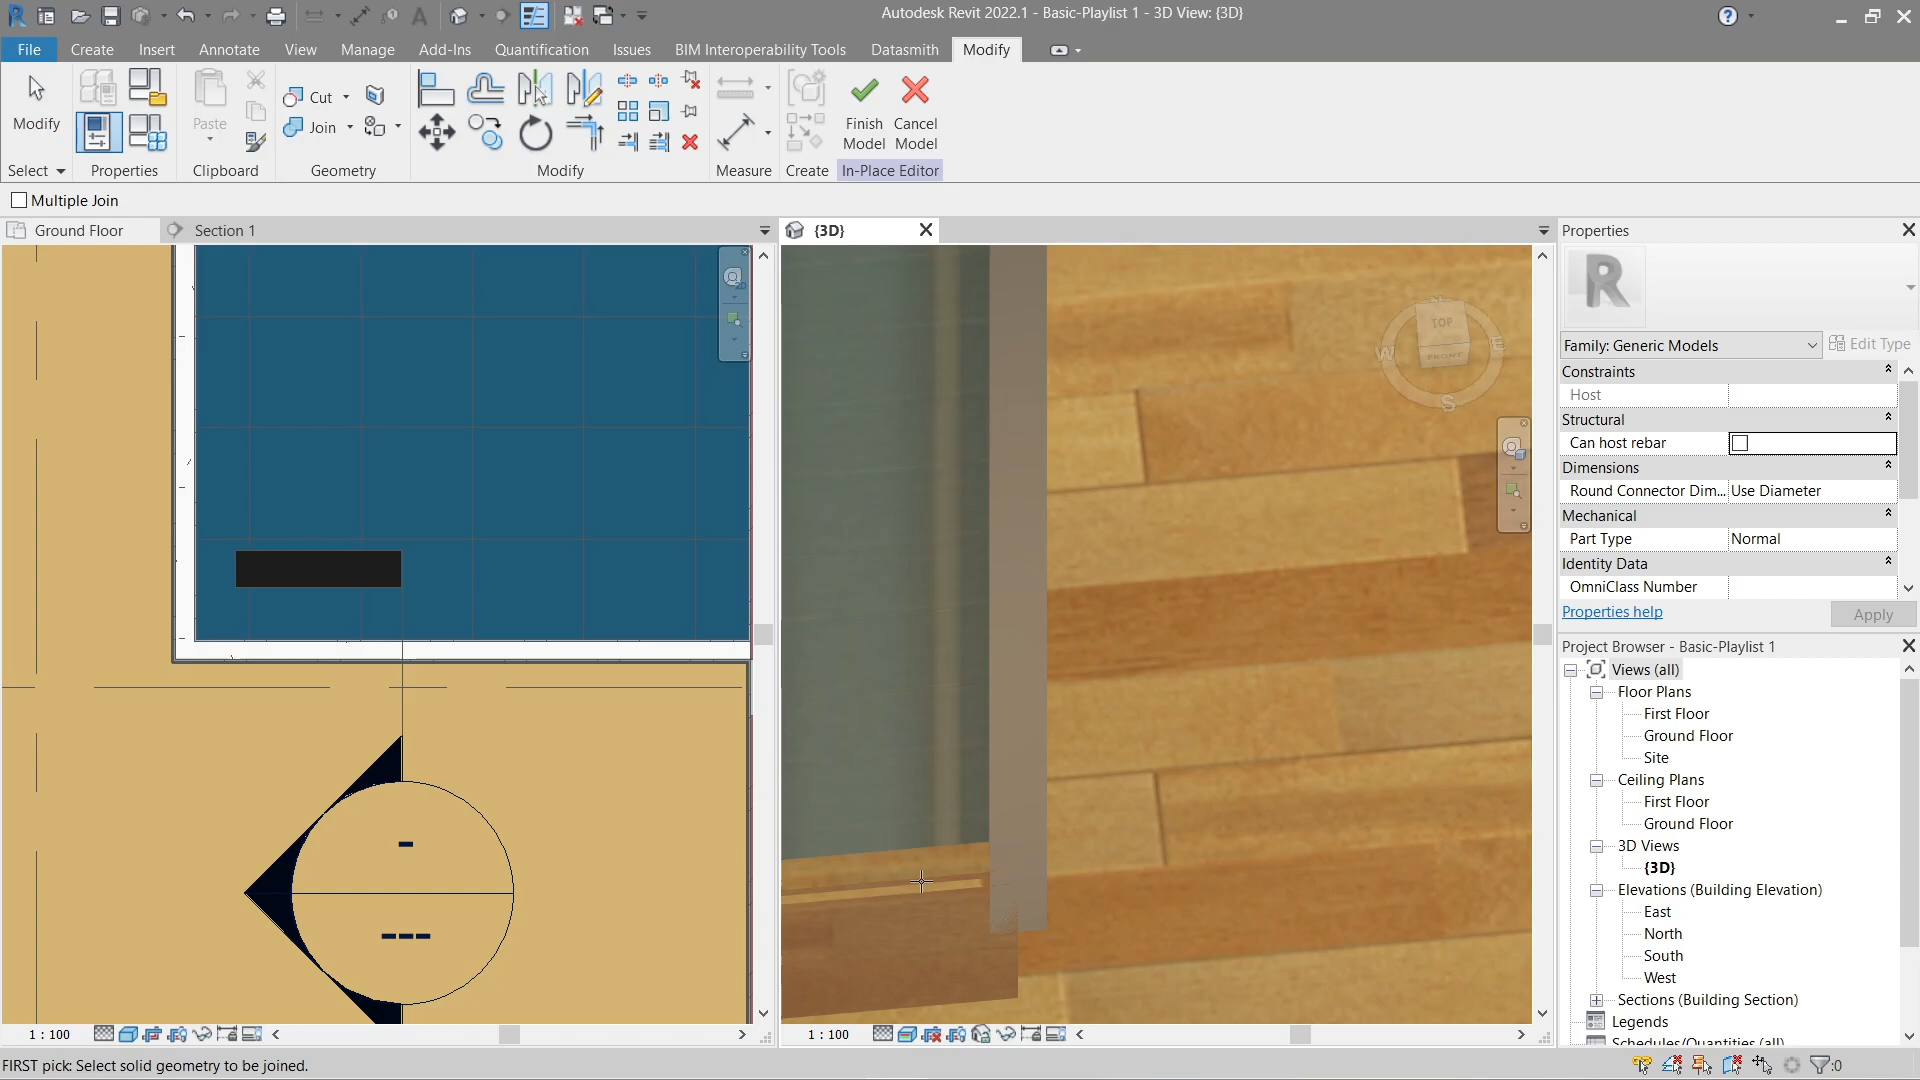 Autodesk Revit 2022.1 - Basic-Playlist 1 - 3D View: {3D}
File Create Insert Annotate View Manage Add-Ins Quantification Issues BIM Interoperability Tools Datasmith Modify
Modify
Paste
Cut
Join
Finish Model
Cancel Model
Select Properties Clipboard Geometry Modify Measure Create In-Place Editor
Multiple Join
Ground Floor
Section 1
{3D}
Properties
TOP
FRONT
W
E
S
Family: Generic Models
Edit Type
Constraints
Host
Structural
Can host rebar
Dimensions
Round Connector Dim... Use Diameter
Mechanical
Part Type Normal
Identity Data
OmniClass Number
Properties help
Apply
Project Browser - Basic-Playlist 1
Views (all)
Floor Plans
First Floor
Ground Floor
Site
Ceiling Plans
First Floor
Ground Floor
3D Views
{3D}
Elevations (Building Elevation)
East
North
South
West
Sections (Building Section)
Legends
Schedules/Quantities (all)
1 : 100
1 : 100
FIRST pick: Select solid geometry to be joined.
:0